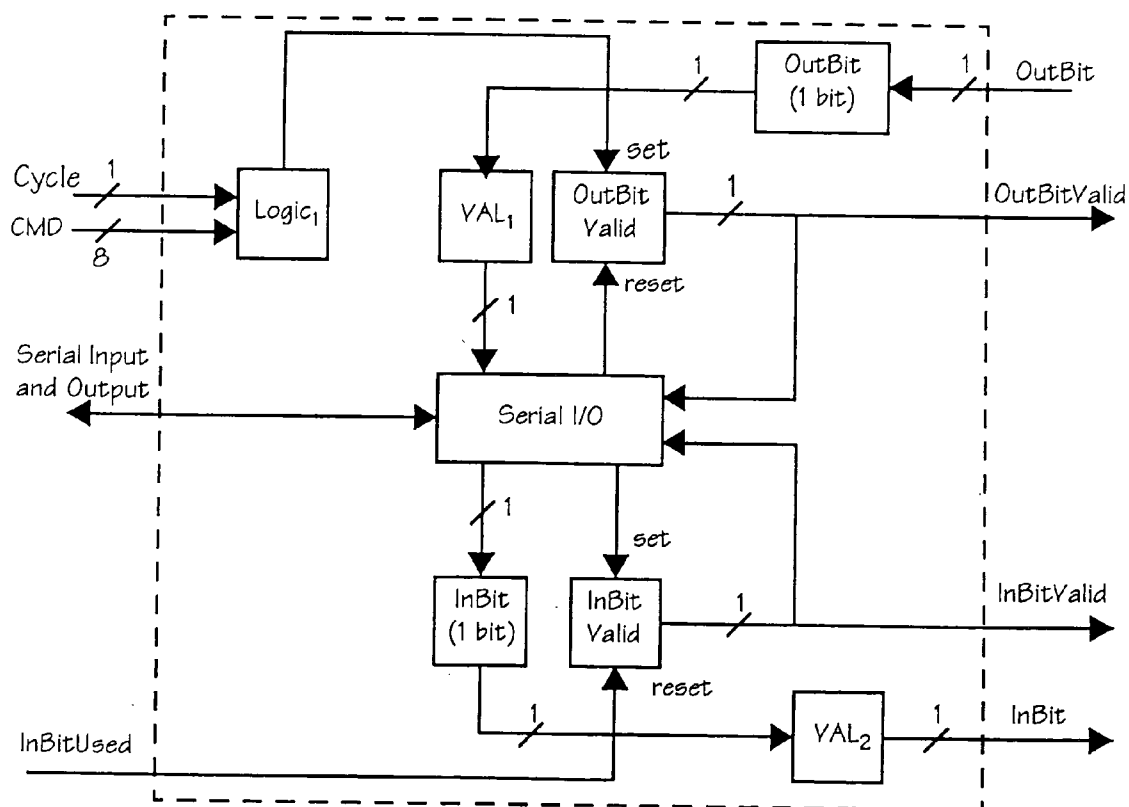 1
OutBit
(1 bit)
1
OutBit
set
Cycle
1
CMD
8
Logic1
VAL1
OutBit
Valid
1
OutBitValid
reset
1
Serial Input
and Output
Serial I/O
1
set
InBit
(1 bit)
InBit
Valid
1
InBitValid
reset
1
InBitUsed
VAL2
1
InBit